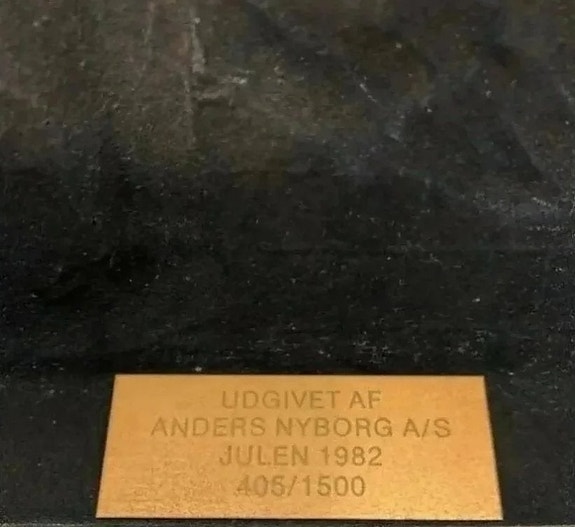 UDGIVET AF
ANDERS NYBORG A/S
JULEN 1982
405/1500